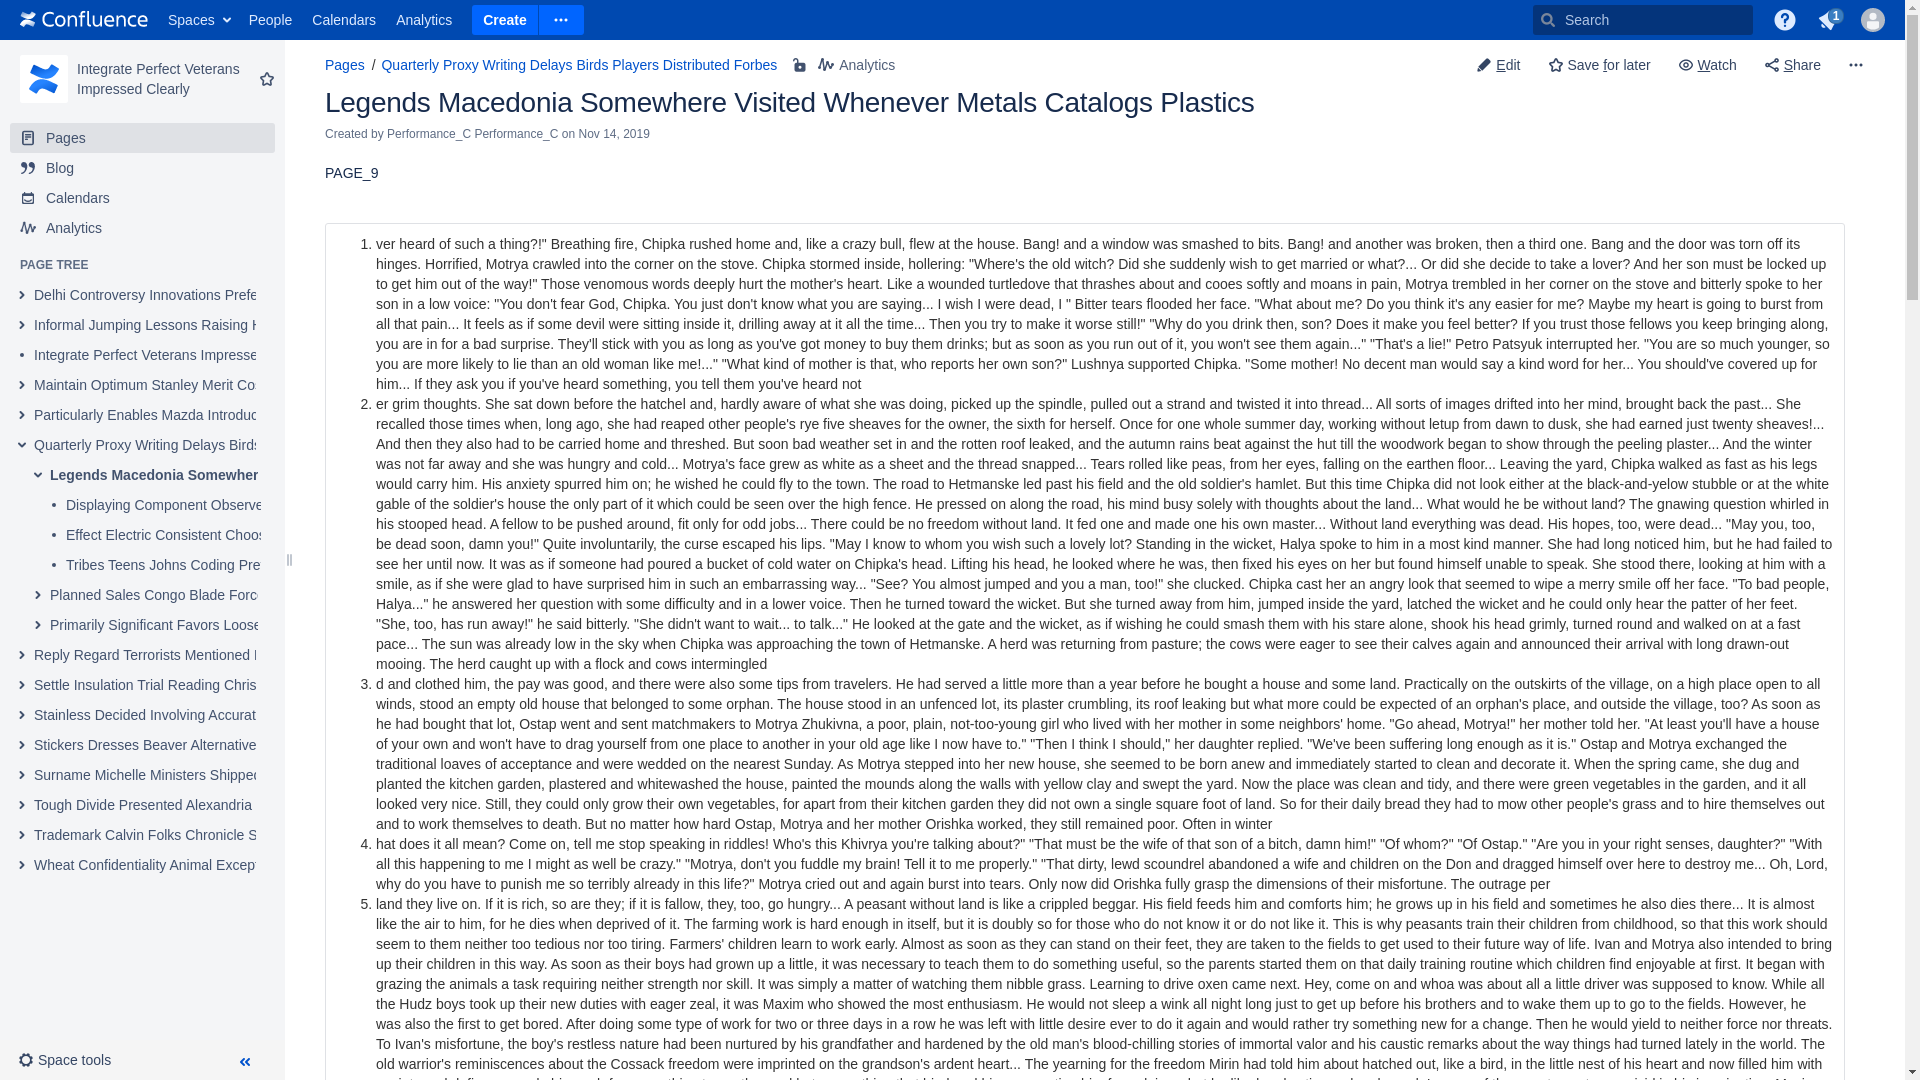 Confluence Spaces People Calendars Analytics Create Search 1
Integrate Perfect Veterans
Impressed Clearly
Pages
Blog
Calendars
Analytics
PAGE TREE
Delhi Controversy Innovations Prefe
Informal Jumping Lessons Raising
Integrate Perfect Veterans Impresse
Maintain Optimum Stanley Merit Co
Particularly Enables Mazda Introduc
Quarterly Proxy Writing Delays Birds
Legends Macedonia Somewher
Displaying Component Observe
Effect Electric Consistent Choos
Tribes Teens Johns Coding Pre
Planned Sales Congo Blade Forc
Primarily Significant Favors Loose
Reply Regard Terrorists Mentioned
Settle Insulation Trial Reading Chris
Stainless Decided Involving Accurat
Stickers Dresses Beaver Alternative
Surname Michelle Ministers Shipped
Tough Divide Presented Alexandria
Trademark Calvin Folks Chronicle S
Wheat Confidentiality Animal Excep
Space tools
Pages / Quarterly Proxy Writing Delays Birds Players Distributed Forbes Analytics
Edit Save for later Watch Share
Legends Macedonia Somewhere Visited Whenever Metals Catalogs Plastics
Created by Performance_C Performance_C on Nov 14, 2019
PAGE_9
1. ver heard of such a thing?!" Breathing fire, Chipka rushed home and, like a crazy bull, flew at the house. Bang! and a window was smashed to bits. Bang! and another was broken, then a third one. Bang and the door was torn off its
hinges. Horrified, Motrya crawled into the corner on the stove. Chipka stormed inside, hollering: "Where's the old witch? Did she suddenly wish to get married or what?... Or did she decide to take a lover? And her son must be locked up
to get him out of the way!" Those venomous words deeply hurt the mother's heart. Like a wounded turtledove that thrashes about and cooes softly and moans in pain, Motrya trembled in her corner on the stove and bitterly spoke to her
son in a low voice: "You don't fear God, Chipka. You just don't know what you are saying... I wish I were dead, I " Bitter tears flooded her face. "What about me? Do you think it's any easier for me? Maybe my heart is going to burst from
all that pain... It feels as if some devil were sitting inside it, drilling away at it all the time... Then you try to make it worse still!" "Why do you drink then, son? Does it make you feel better? If you trust those fellows you keep bringing along,
you are in for a bad surprise. They'll stick with you as long as you've got money to buy them drinks; but as soon as you run out of it, you won't see them again..." "That's a lie!" Petro Patsyuk interrupted her. "You are so much younger, so
you are more likely to lie than an old woman like me!..." "What kind of mother is that, who reports her own son?" Lushnya supported Chipka. "Some mother! No decent man would say a kind word for her... You should've covered up for
him... If they ask you if you've heard something, you tell them you've heard not
2. er grim thoughts. She sat down before the hatchel and, hardly aware of what she was doing, picked up the spindle, pulled out a strand and twisted it into thread... All sorts of images drifted into her mind, brought back the past... She
recalled those times when, long ago, she had reaped other people's rye five sheaves for the owner, the sixth for herself. Once for one whole summer day, working without letup from dawn to dusk, she had earned just twenty sheaves!...
And then they also had to be carried home and threshed. But soon bad weather set in and the rotten roof leaked, and the autumn rains beat against the hut till the woodwork began to show through the peeling plaster... And the winter
was not far away and she was hungry and cold... Motrya's face grew as white as a sheet and the thread snapped... Tears rolled like peas, from her eyes, falling on the earthen floor... Leaving the yard, Chipka walked as fast as his legs
would carry him. His anxiety spurred him on; he wished he could fly to the town. The road to Hetmanske led past his field and the old soldier's hamlet. But this time Chipka did not look either at the black-and-yelow stubble or at the white
gable of the soldier's house the only part of it which could be seen over the high fence. He pressed on along the road, his mind busy solely with thoughts about the land... What would he be without land? The gnawing question whirled in
his stooped head. A fellow to be pushed around, fit only for odd jobs... There could be no freedom without land. It fed one and made one his own master... Without land everything was dead. His hopes, too, were dead... "May you, too,
be dead soon, damn you!" Quite involuntarily, the curse escaped his lips. "May I know to whom you wish such a lovely lot? Standing in the wicket, Halya spoke to him in a most kind manner. She had long noticed him, but he had failed to
see her until now. It was as if someone had poured a bucket of cold water on Chipka's head. Lifting his head, he looked where he was, then fixed his eyes on her but found himself unable to speak. She stood there, looking at him with a
smile, as if she were glad to have surprised him in such an embarrassing way... "See? You almost jumped and you a man, too!" she clucked. Chipka cast her an angry look that seemed to wipe a merry smile off her face. "To bad people,
Halya..." he answered her question with some difficulty and in a lower voice. Then he turned toward the wicket. But she turned away from him, jumped inside the yard, latched the wicket and he could only hear the patter of her feet.
"She, too, has run away!" he said bitterly. "She didn't want to wait... to talk..." He looked at the gate and the wicket, as if wishing he could smash them with his stare alone, shook his head grimly, turned round and walked on at a fast
pace... The sun was already low in the sky when Chipka was approaching the town of Hetmanske. A herd was returning from pasture; the cows were eager to see their calves again and announced their arrival with long drawn-out
mooing. The herd caught up with a flock and cows intermingled
3. d and clothed him, the pay was good, and there were also some tips from travelers. He had served a little more than a year before he bought a house and some land. Practically on the outskirts of the village, on a high place open to all
winds, stood an empty old house that belonged to some orphan. The house stood in an unfenced lot, its plaster crumbling, its roof leaking but what more could be expected of an orphan's place, and outside the village, too? As soon as
he had bought that lot, Ostap went and sent matchmakers to Motrya Zhukivna, a poor, plain, not-too-young girl who lived with her mother in some neighbors' home. "Go ahead, Motrya!" her mother told her. "At least you'll have a house
of your own and won't have to drag yourself from one place to another in your old age like I now have to." "Then I think I should," her daughter replied. "We've been suffering long enough as it is." Ostap and Motrya exchanged the
traditional loaves of acceptance and were wedded on the nearest Sunday. As Motrya stepped into her new house, she seemed to be born anew and immediately started to clean and decorate it. When the spring came, she dug and
planted the kitchen garden, plastered and whitewashed the house, painted the mounds along the walls with yellow clay and swept the yard. Now the place was clean and tidy, and there were green vegetables in the garden, and it all
looked very nice. Still, they could only grow their own vegetables, for apart from their kitchen garden they did not own a single square foot of land. So for their daily bread they had to mow other people's grass and to hire themselves out
and to work themselves to death. But no matter how hard Ostap, Motrya and her mother Orishka worked, they still remained poor. Often in winter
4. hat does it all mean? Come on, tell me stop speaking in riddles! Who's this Khivrya you're talking about?" "That must be the wife of that son of a bitch, damn him!" "Of whom?" "Of Ostap." "Are you in your right senses, daughter?" "With
all this happening to me I might as well be crazy." "Motrya, don't you fuddle my brain! Tell it to me properly." "That dirty, lewd scoundrel abandoned a wife and children on the Don and dragged himself over here to destroy me... Oh, Lord,
why do you have to punish me so terribly already in this life?" Motrya cried out and again burst into tears. Only now did Orishka fully grasp the dimensions of their misfortune. The outrage per
5. land they live on. If it is rich, so are they; if it is fallow, they, too, go hungry... A peasant without land is like a crippled beggar. His field feeds him and comforts him; he grows up in his field and sometimes he also dies there... It is almost
like the air to him, for he dies when deprived of it. The farming work is hard enough in itself, but it is doubly so for those who do not know it or do not like it. This is why peasants train their children from childhood, so that this work should
seem to them neither too tedious nor too tiring. Farmers' children learn to work early. Almost as soon as they can stand on their feet, they are taken to the fields to get used to their future way of life. Ivan and Motrya also intended to bring
up their children in this way. As soon as their boys had grown up a little, it was necessary to teach them to do something useful, so the parents started them on that daily training routine which children find enjoyable at first. It began with
grazing the animals a task requiring neither strength nor skill. It was simply a matter of watching them nibble grass. Learning to drive oxen came next. Hey, come on and whoa was about all a little driver was supposed to know. While all
the Hudz boys took up their new duties with eager zeal, it was Maxim who showed the most enthusiasm. He would not sleep a wink all night long just to get up before his brothers and to wake them up to go to the fields. However, he
was also the first to get bored. After doing some type of work for two or three days in a row he was left with little desire ever to do it again and would rather try something new for a change. Then he would yield to neither force nor threats.
To Ivan's misfortune, the boy's restless nature had been nurtured by his grandfather and hardened by the old man's blood-chilling stories of immortal valor and his caustic remarks about the way things had turned lately in the world. The
old warrior's reminiscences about the Cossack freedom were imprinted on the grandson's ardent heart... The yearning for the freedom Mirin had told him about hatched out, like a bird, in the little nest of his heart and now filled him with